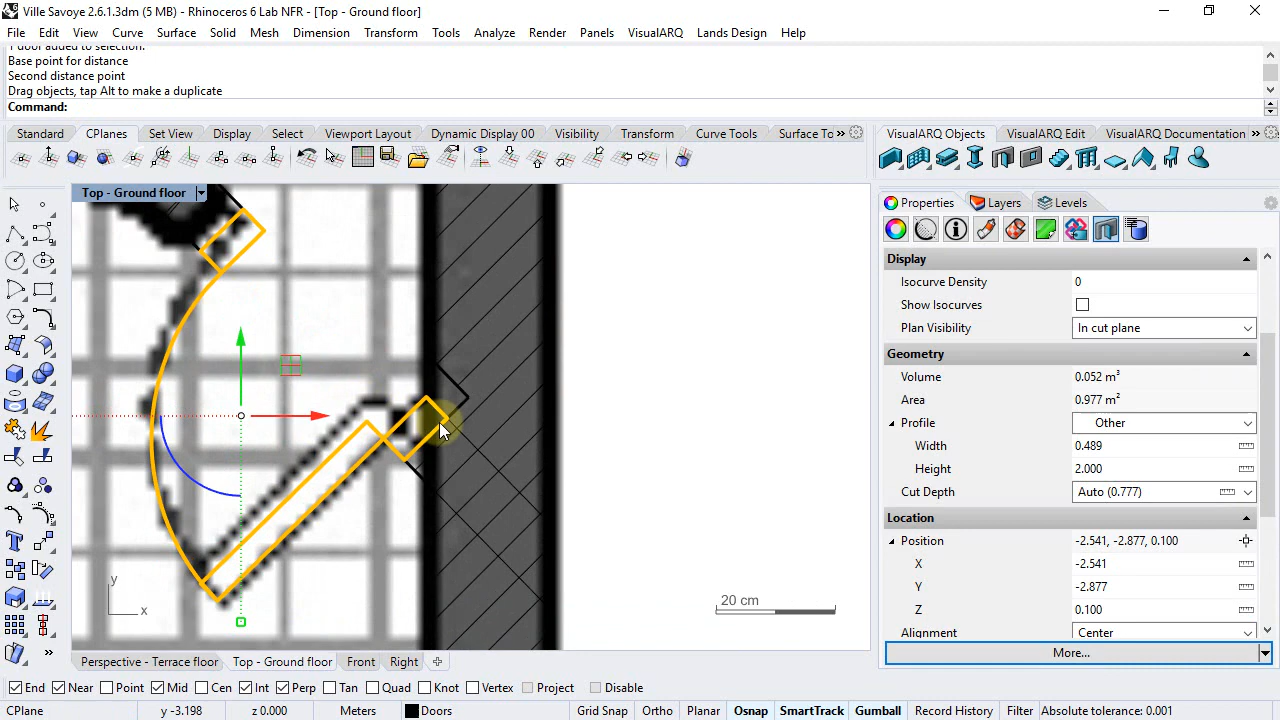 Ville Savoye 2.6.1.3dm (5 MB) - Rhinoceros 6 Lab NFR - [Top - Ground floor]
File Edit View Curve Surface Solid Mesh Dimension Transform Tools Analyze Render Panels VisualARQ Lands Design Help
1 door added to selection.
Base point for distance
Second distance point
Drag objects, tap Alt to make a duplicate
Command:
Standard CPlanes Set View Display Select Viewport Layout Dynamic Display 00 Visibility Transform Curve Tools Surface To »
VisualARQ Objects VisualARQ Edit VisualARQ Documentation »
Top - Ground floor
Properties Layers Levels
Display
Isocurve Density 0
Show Isocurves
Plan Visibility In cut plane
Geometry
Volume 0.052 m³
Area 0.977 m²
Profile Other
Width 0.489
Height 2.000
Cut Depth Auto (0.777)
Location
Position -2.541, -2.877, 0.100
X -2.541
Y -2.877
Z 0.100
Alignment Center
More...
y
x
20 cm
Perspective - Terrace floor Top - Ground floor Front Right
End Near Point Mid Cen Int Perp Tan Quad Knot Vertex Project Disable
CPlane y -3.198 z 0.000 Meters Doors Grid Snap Ortho Planar Osnap SmartTrack Gumball Record History Filter Absolute tolerance: 0.001